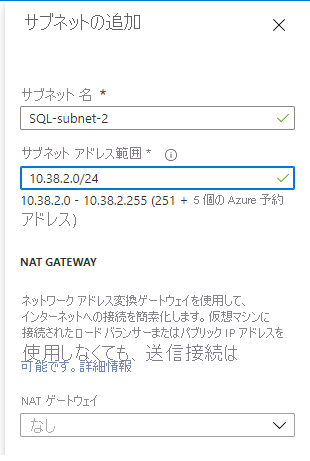 サブネットの追加
サブネット 名 *
SQL-subnet-2
サブネット アドレス範囲 *
10.38.2.0/24
10.38.2.0 - 10.38.2.255 (251 + 5 個の Azure 予約
アドレス)
NAT GATEWAY
ネットワーク アドレス変換ゲートウェイを使用して、
インターネットへの接続を簡素化します。仮想マシンに
接続されたロード バランサーまたはパブリック IP アドレスを
使用しなくても、送信接続は
可能です。詳細情報
NAT ゲートウェイ
なし